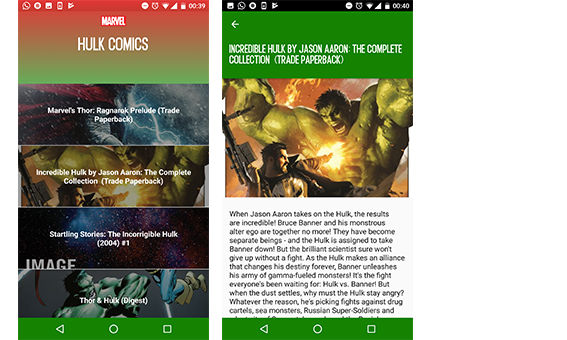 00:39
MARVEL
HULK COMICS
Marvel's Thor: Ragnarok Prelude (Trade
Paperback)
Incredible Hulk by Jason Aaron: The Complete
Collection (Trade Paperback)
Startling Stories: The Incorrigible Hulk
(2004) #1
IMAGE
Thor & Hulk (Digest)
00:40
INCREDIBLE HULK BY JASON AARON: THE COMPLETE
COLLECTION (TRADE PAPERBACK)
When Jason Aaron takes on the Hulk, the results
are incredible! Bruce Banner and his monstrous
alter ego are together no more! They have become
separate beings - and the Hulk is assigned to take
Banner down! But the brilliant scientist sure won't
give up without a fight. As the Hulk makes an alliance
that changes his destiny forever, Banner unleashes
his army of gamma-fueled monsters! It's the fight
everyone's been waiting for: Hulk vs. Banner! But
when the dust settles, why must the Hulk stay angry?
Whatever the reason, he's picking fights against drug
cartels, sea monsters, Russian Super-Soldiers and